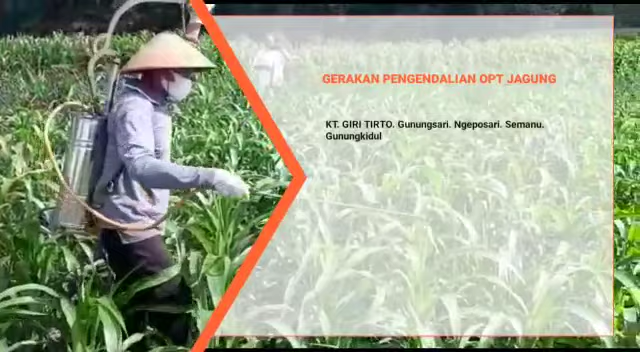 GERAKAN PENGENDALIAN OPT JAGUNG
KT. GIRI TIRTO. Gunungsari. Ngeposari. Semanu.
Gunungkidul